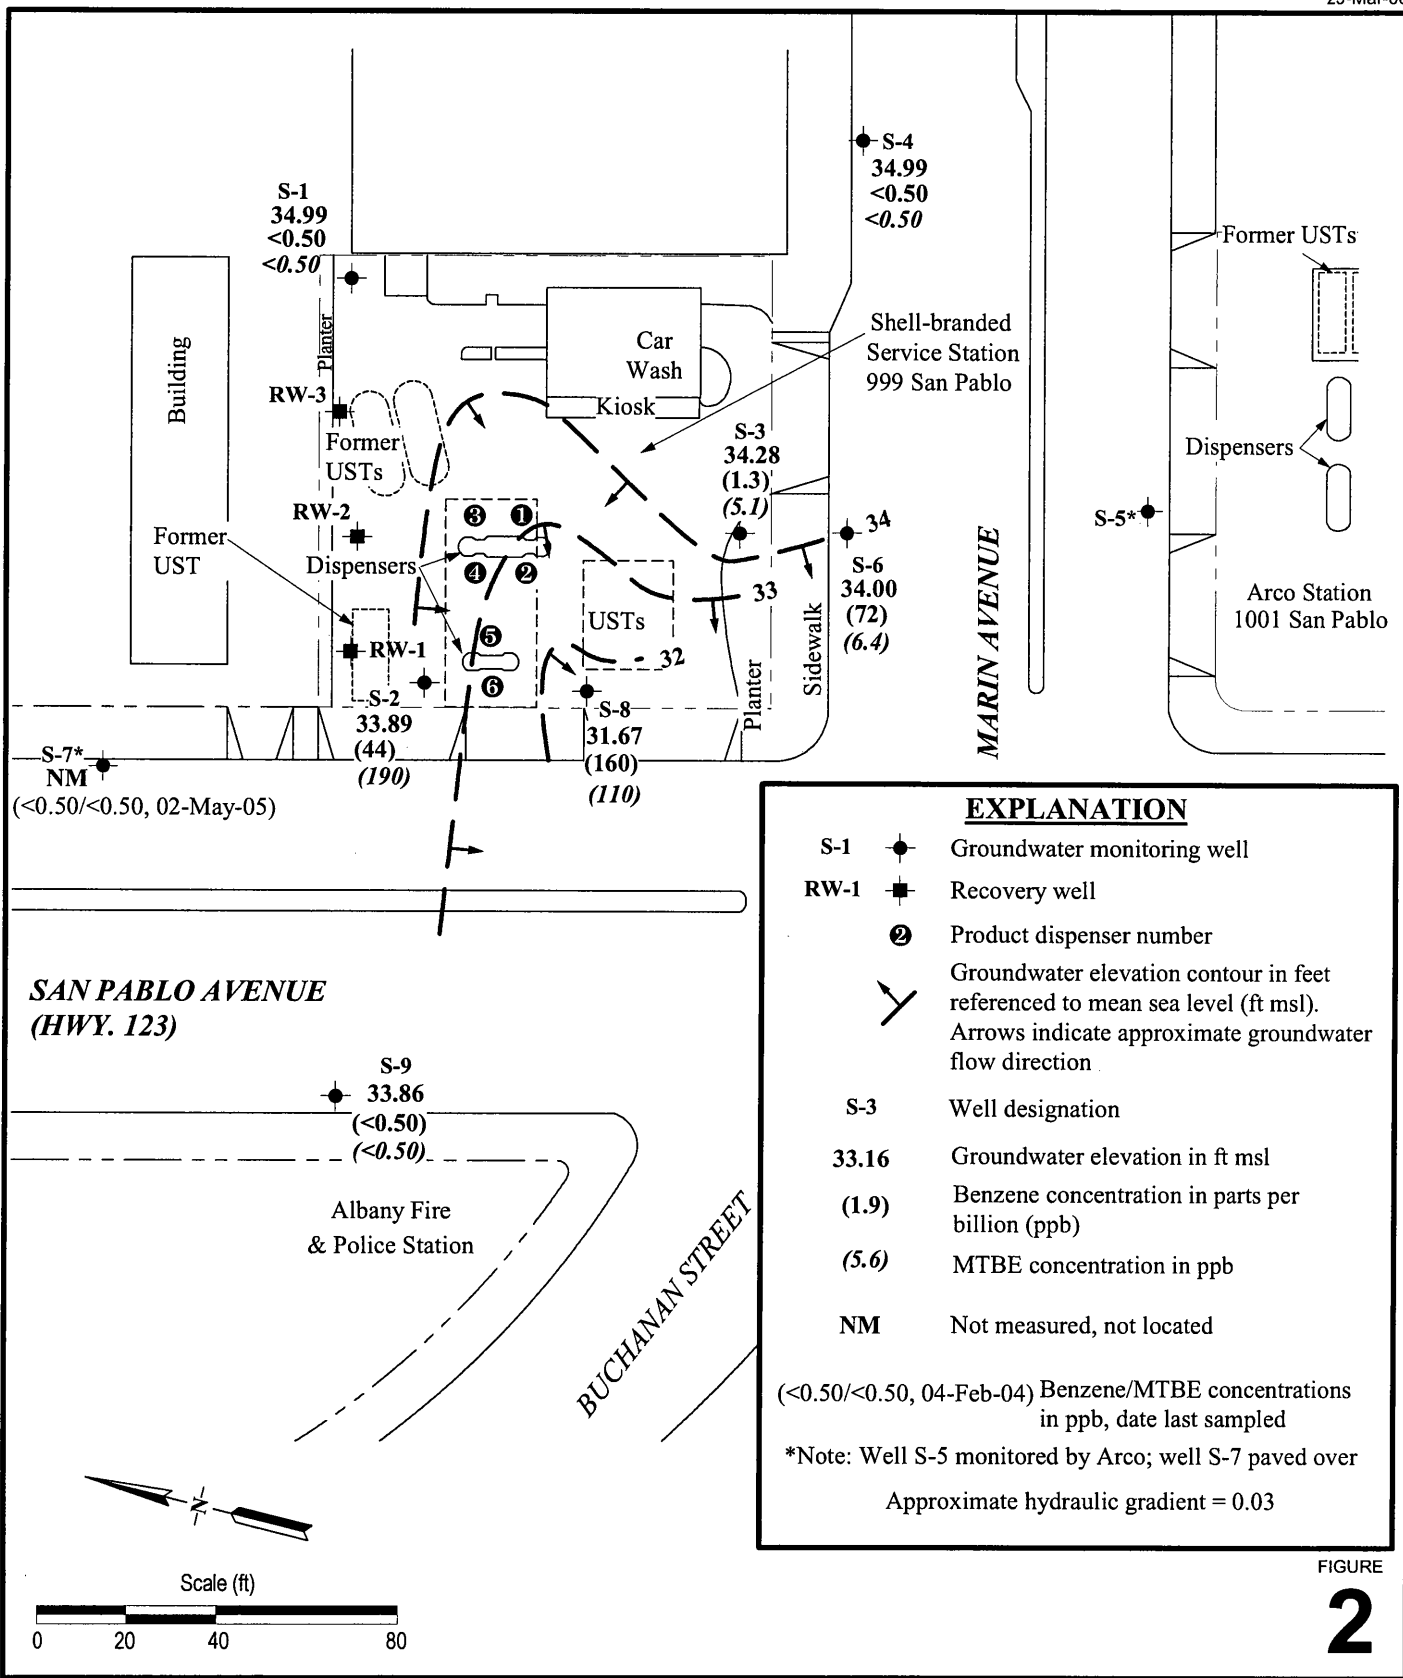 S-4
34.99
<0.50
<0.50
S-1
34.99
<0.50
<0.50
Former USTs
Building
Planter
Car
Wash
Kiosk
Shell-branded
Service Station
999 San Pablo
RW-3
Former
USTs
S-3
34.28
(1.3)
(5.1)
Dispensers
RW-2
3
1
34
S-5*
Former
UST
Dispensers
4
2
S-6
34.00
(72)
(6.4)
33
USTs
Arco Station
1001 San Pablo
5
RW-1
32
6
Planter
Sidewalk
MARIN AVENUE
S-2
33.89
(44)
(190)
S-8
31.67
(160)
(110)
S-7*
NM
(<0.50/<0.50, 02-May-05)
SAN PABLO AVENUE
(HWY. 123)
S-9
33.86
(<0.50)
(<0.50)
Albany Fire
& Police Station
BUCHANAN STREET
EXPLANATION
S-1 Groundwater monitoring well
RW-1 Recovery well
2 Product dispenser number
Groundwater elevation contour in feet
referenced to mean sea level (ft msl).
Arrows indicate approximate groundwater
flow direction
S-3 Well designation
33.16 Groundwater elevation in ft msl
(1.9) Benzene concentration in parts per
billion (ppb)
(5.6) MTBE concentration in ppb
NM Not measured, not located
(<0.50/<0.50, 04-Feb-04) Benzene/MTBE concentrations
in ppb, date last sampled
*Note: Well S-5 monitored by Arco; well S-7 paved over
Approximate hydraulic gradient = 0.03
-N-
Scale (ft)
0 20 40 80
FIGURE
2